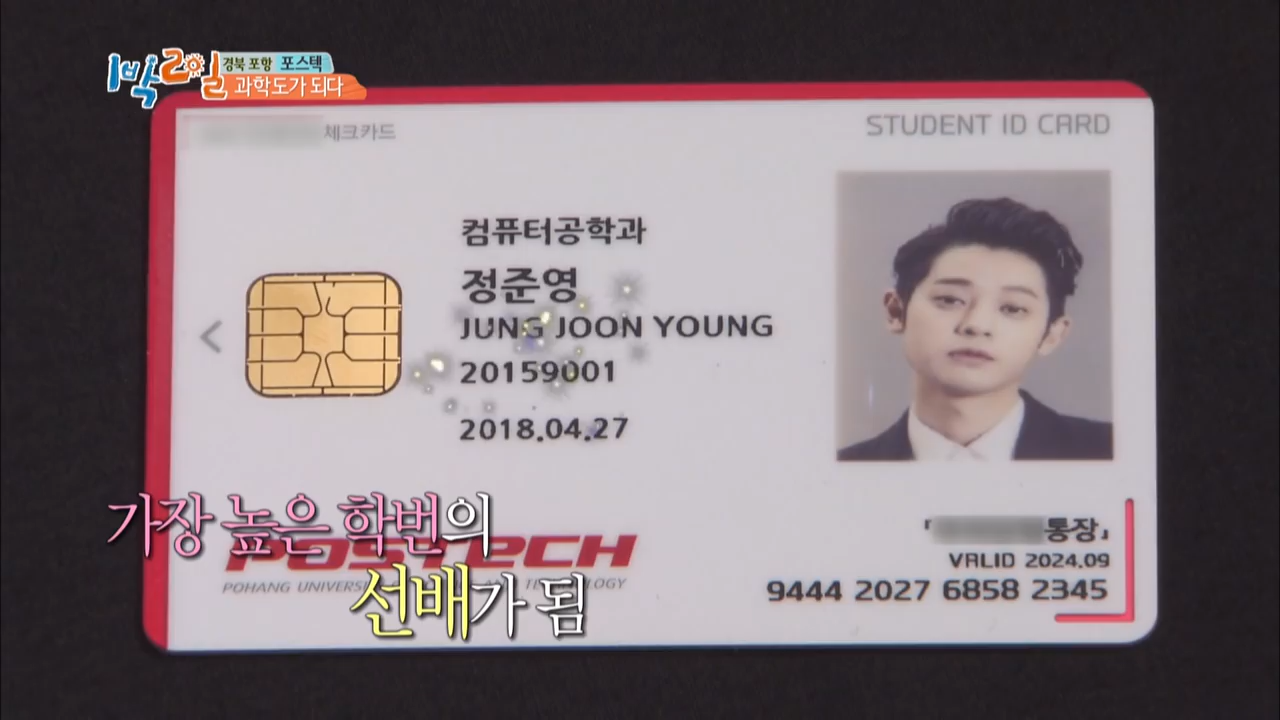 1박2일 경북 포항 포스텍
과학도가 되다
체크카드
STUDENT ID CARD
컴퓨터공학과
정준영
JUNG JOON YOUNG
20159001
2018.04.27
가장 높은 학번의
선배가 됨
POSTECH
POHANG UNIVERSITY TECHNOLOGY
통장」
VALID 2024.09
9444 2027 6858 2345